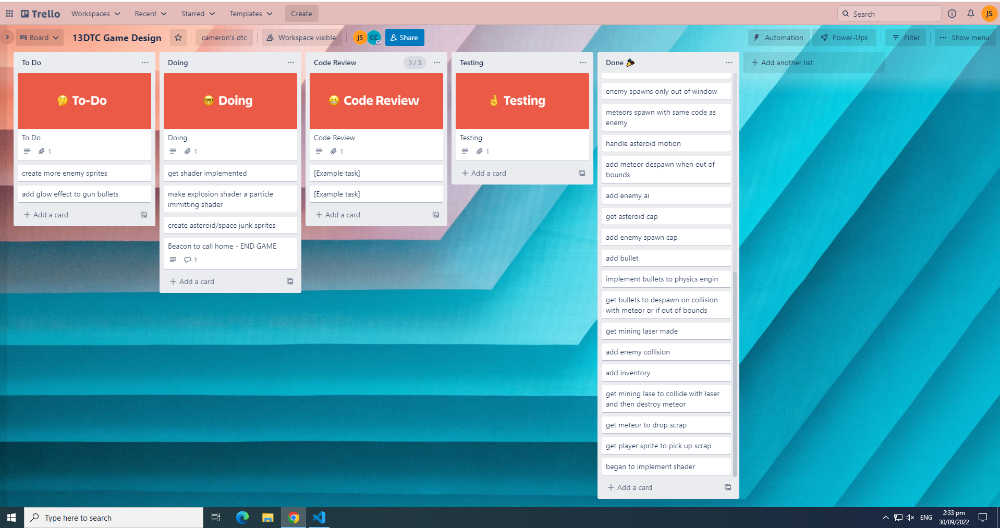 Trello
Workspaces
Recent
Starred
Templates
Create
Search
JS
Board
13DTC Game Design
cameron's dtc
Workspace visible
JS
CC
Share
Automation
Power-Ups
Filter
Show menu
To Do
To-Do
To Do
1
create more enemy sprites
add glow effect to gun bullets
Add a card
Doing
Doing
Doing
1
get shader implemented
make explosion shader a particle
immitting shader
create asteroid/space junk sprites
Beacon to call home - END GAME
1
Add a card
Code Review
3 / 3
Code Review
Code Review
1
[Example task]
[Example task]
Add a card
Testing
Testing
Testing
1
Add a card
Done
enemy spawns only out of window
meteors spawn with same code as
enemy
handle asteroid motion
add meteor despawn when out of
bounds
add enemy ai
get asteroid cap
add enemy spawn cap
add bullet
implement bullets to physics engin
get bullets to despawn on collision
with meteor or if out of bounds
get mining laser made
add enemy collision
add inventory
get mining lase to collide with laser
and then destroy meteor
get meteor to drop scrap
get player sprite to pick up scrap
began to implement shader
Add a card
Add another list
Type here to search
ENG
2:33 pm
30/09/2022